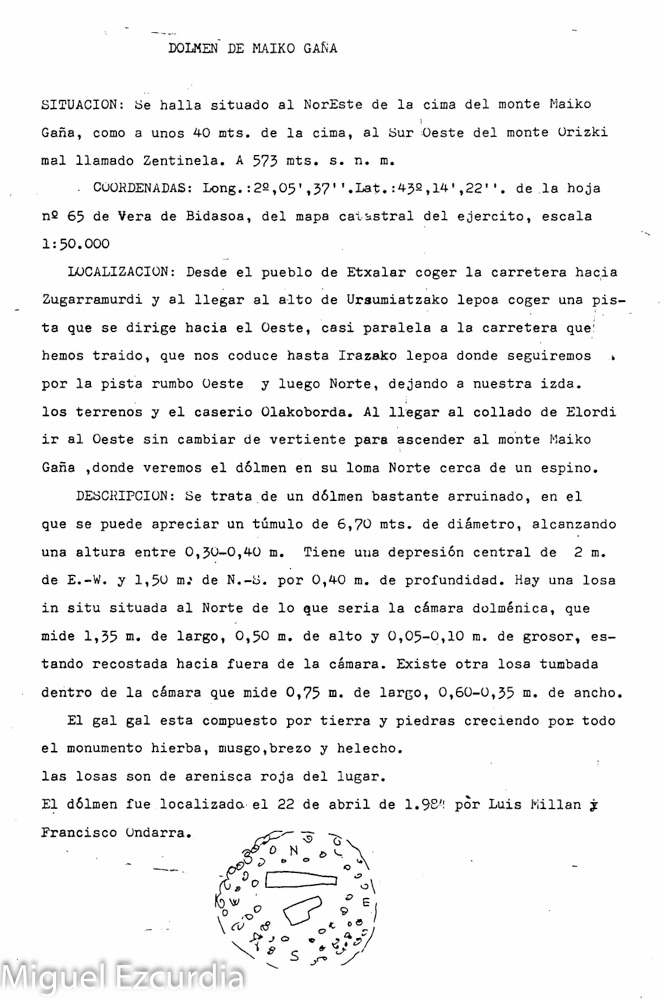 DOLMEN DE MAIKO GAÑA
SITUACION: Se halla situado al NorEste de la cima del monte Maiko
Gaña, como a unos 40 mts. de la cima, al Sur Oeste del monte Orizki
mal llamado Zentinela. A 573 mts. s. n. m.
COORDENADAS: Long.:2º,05',37''.Lat.:43º,14',22''. de la hoja
nº 65 de Vera de Bidasoa, del mapa catastral del ejercito, escala
1:50.000
LOCALIZACION: Desde el pueblo de Etxalar coger la carretera hacia
Zugarramurdi y al llegar al alto de Ursumiatzako lepoa coger una pis-
ta que se dirige hacia el Oeste, casi paralela a la carretera que
hemos traido, que nos coduce hasta Irazako lepoa donde seguiremos
por la pista rumbo Oeste y luego Norte, dejando a nuestra izda.
los terrenos y el caserio Olakoborda. Al llegar al collado de Elordi
ir al Oeste sin cambiar de vertiente para ascender al monte Maiko
Gaña ,donde veremos el dólmen en su loma Norte cerca de un espino.
DESCRIPCION: Se trata de un dólmen bastante arruinado, en el
que se puede apreciar un túmulo de 6,70 mts. de diámetro, alcanzando
una altura entre 0,30-0,40 m. Tiene una depresión central de 2 m.
de E.-W. y 1,50 m. de N.-S. por 0,40 m. de profundidad. Hay una losa
in situ situada al Norte de lo que seria la cámara dolménica, que
mide 1,35 m. de largo, 0,50 m. de alto y 0,05-0,10 m. de grosor, es-
tando recostada hacia fuera de la cámara. Existe otra losa tumbada
dentro de la cámara que mide 0,75 m. de largo, 0,60-0,35 m. de ancho.
El gal gal esta compuesto por tierra y piedras creciendo por todo
el monumento hierba, musgo,brezo y helecho.
las losas son de arenisca roja del lugar.
El dólmen fue localizado el 22 de abril de por Luis Millan y
Francisco Ondarra.
N
W E
S
Miguel Ezcurdia